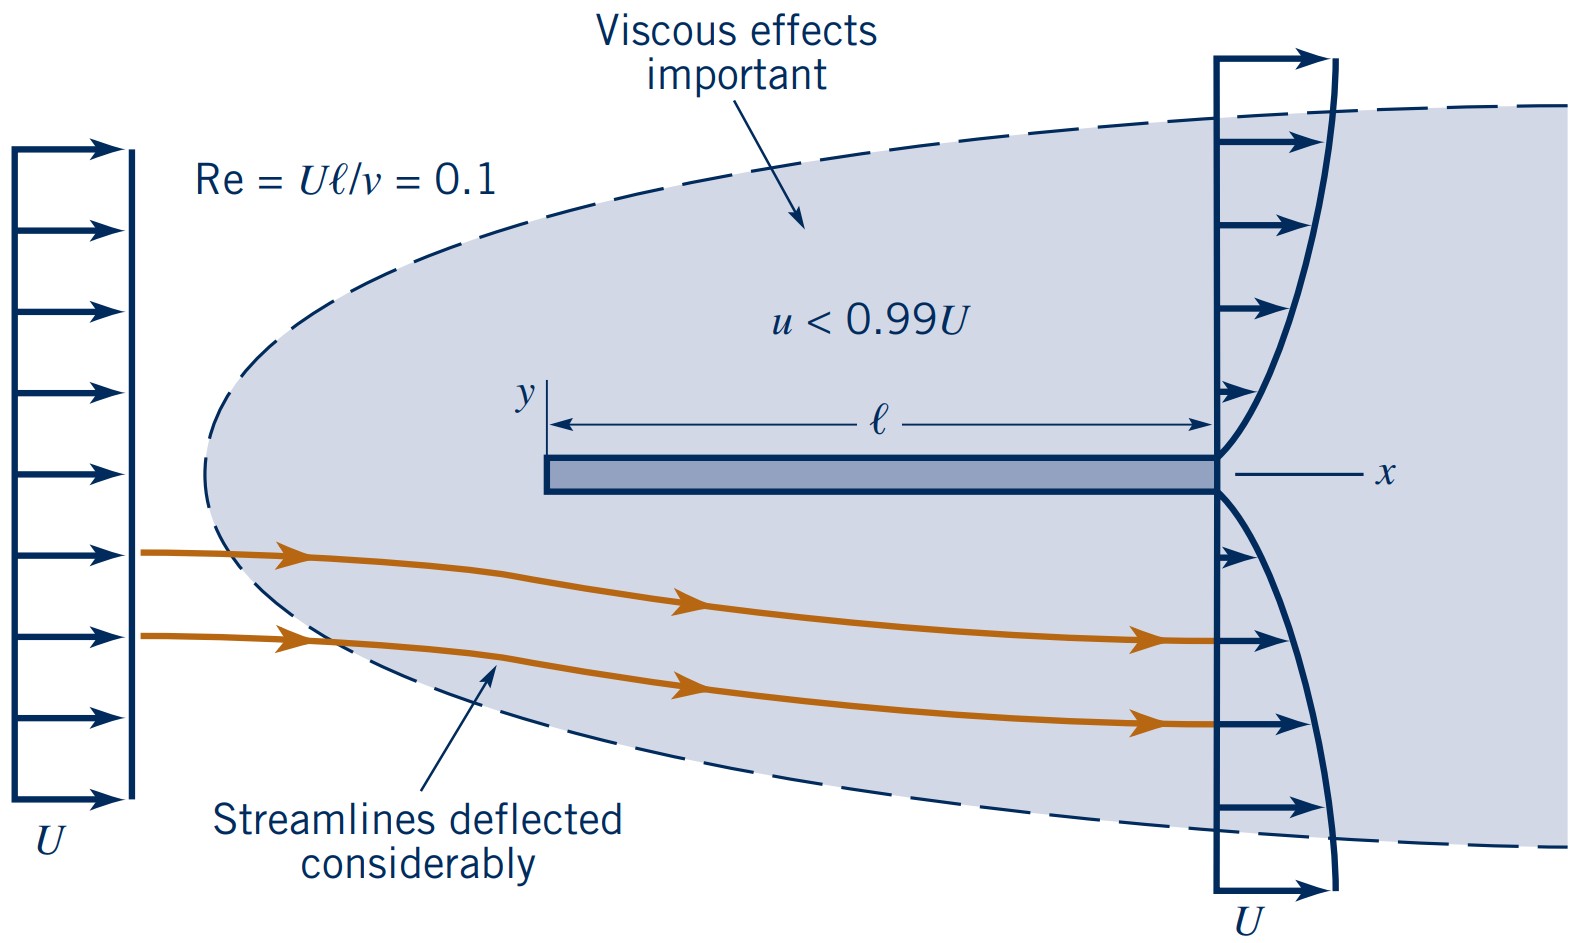 Viscous effects
important
Re = Uℓ/ν = 0.1
u < 0.99U
y
ℓ
x
Streamlines deflected
considerably
U
U